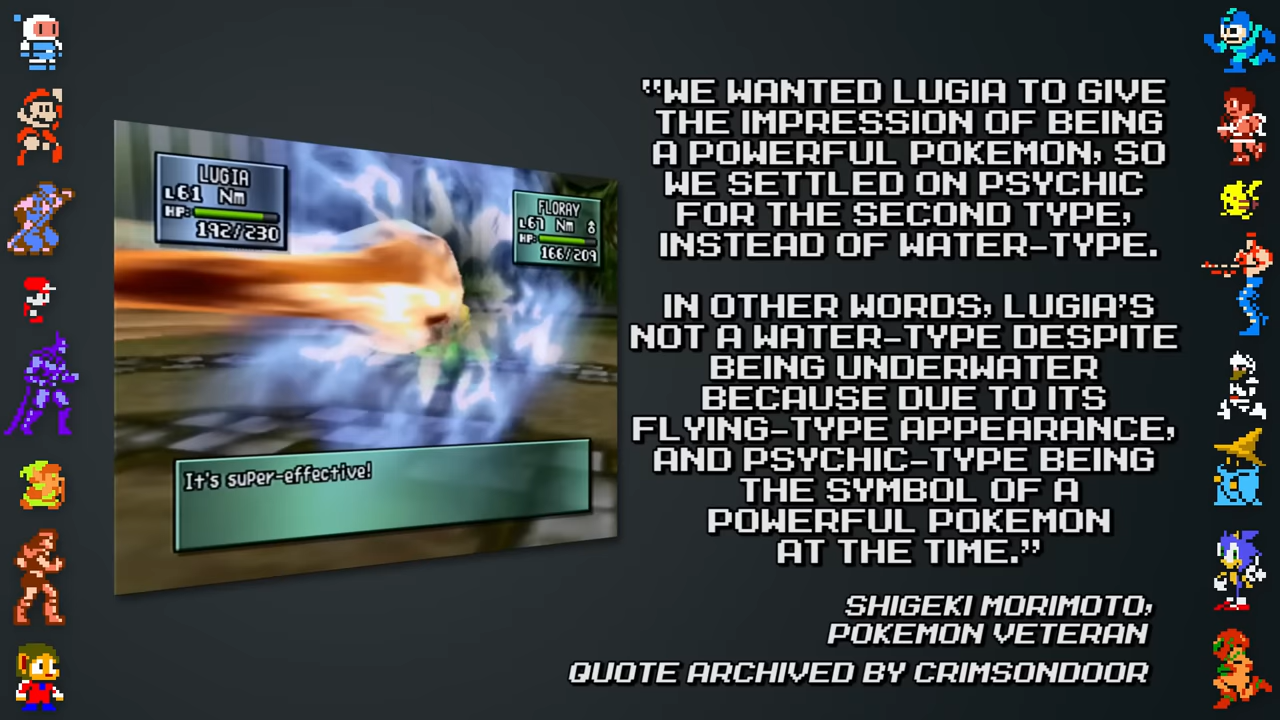 LUGIA
L61 Nm
HP:
192/230
FLORAY
L67 Nm ♂
HP:
166/209
It's super-effective!
"WE WANTED LUGIA TO GIVE
THE IMPRESSION OF BEING
A POWERFUL POKEMON, SO
WE SETTLED ON PSYCHIC
FOR THE SECOND TYPE,
INSTEAD OF WATER-TYPE.
IN OTHER WORDS, LUGIA'S
NOT A WATER-TYPE DESPITE
BEING UNDERWATER
BECAUSE DUE TO ITS
FLYING-TYPE APPEARANCE,
AND PSYCHIC-TYPE BEING
THE SYMBOL OF A
POWERFUL POKEMON
AT THE TIME."
SHIGEKI MORIMOTO,
POKEMON VETERAN
QUOTE ARCHIVED BY CRIMSONDOOR